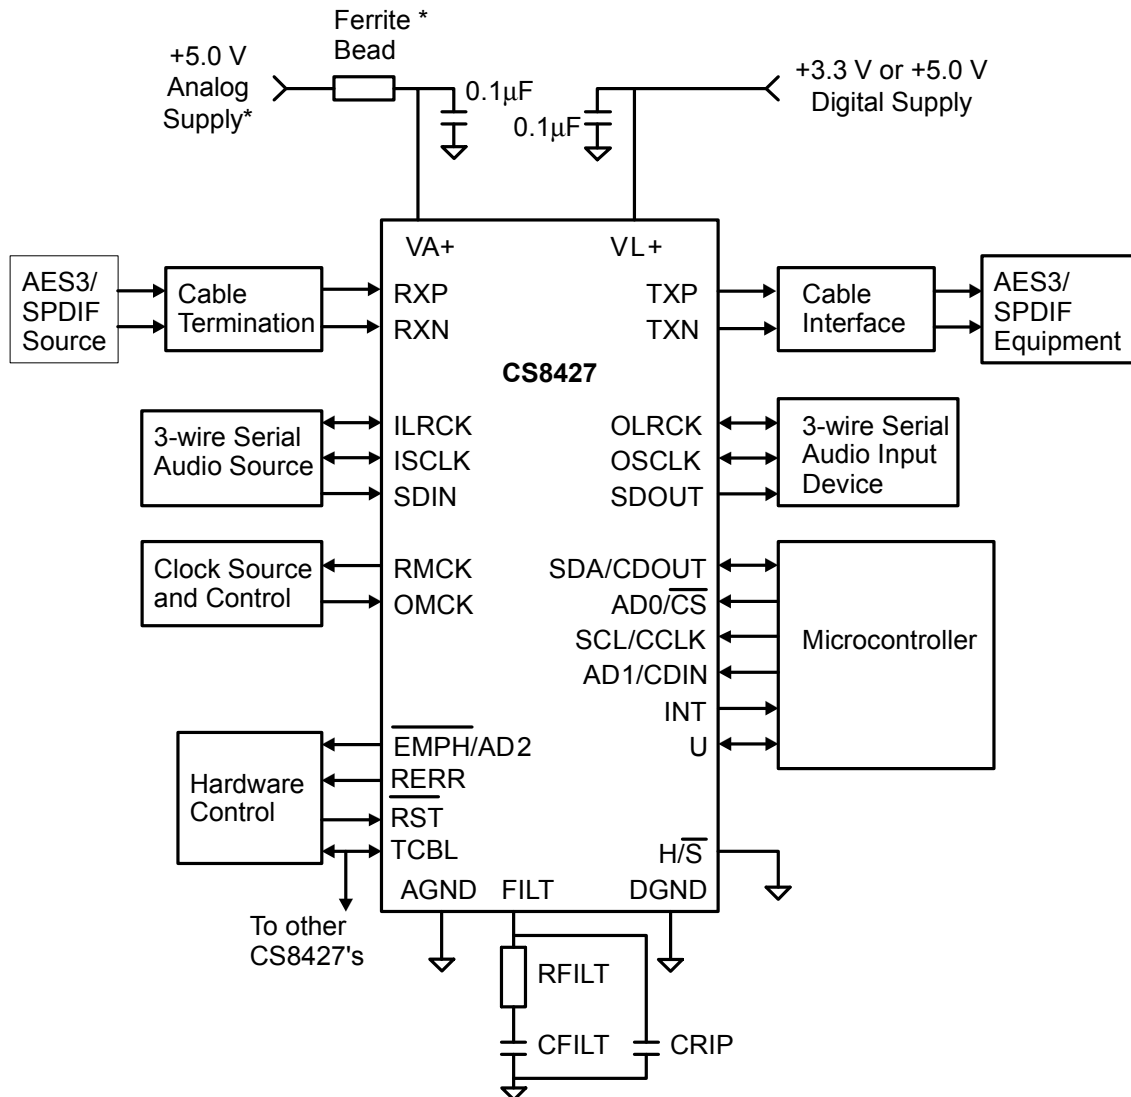 Ferrite *
Bead
+5.0 V
Analog
Supply*
0.1µF
0.1µF
+3.3 V or +5.0 V
Digital Supply
VA+
VL+
AES3/
SPDIF
Source
Cable
Termination
RXP
RXN
TXP
TXN
Cable
Interface
AES3/
SPDIF
Equipment
CS8427
3-wire Serial
Audio Source
ILRCK
ISCLK
SDIN
OLRCK
OSCLK
SDOUT
3-wire Serial
Audio Input
Device
Clock Source
and Control
RMCK
OMCK
SDA/CDOUT
AD0/C̅S̅
SCL/CCLK
AD1/CDIN
INT
U
Microcontroller
Hardware
Control
E̅M̅P̅H̅/AD2
RERR
R̅S̅T̅
TCBL
H/S̅
AGND
FILT
DGND
To other
CS8427's
RFILT
CFILT
CRIP